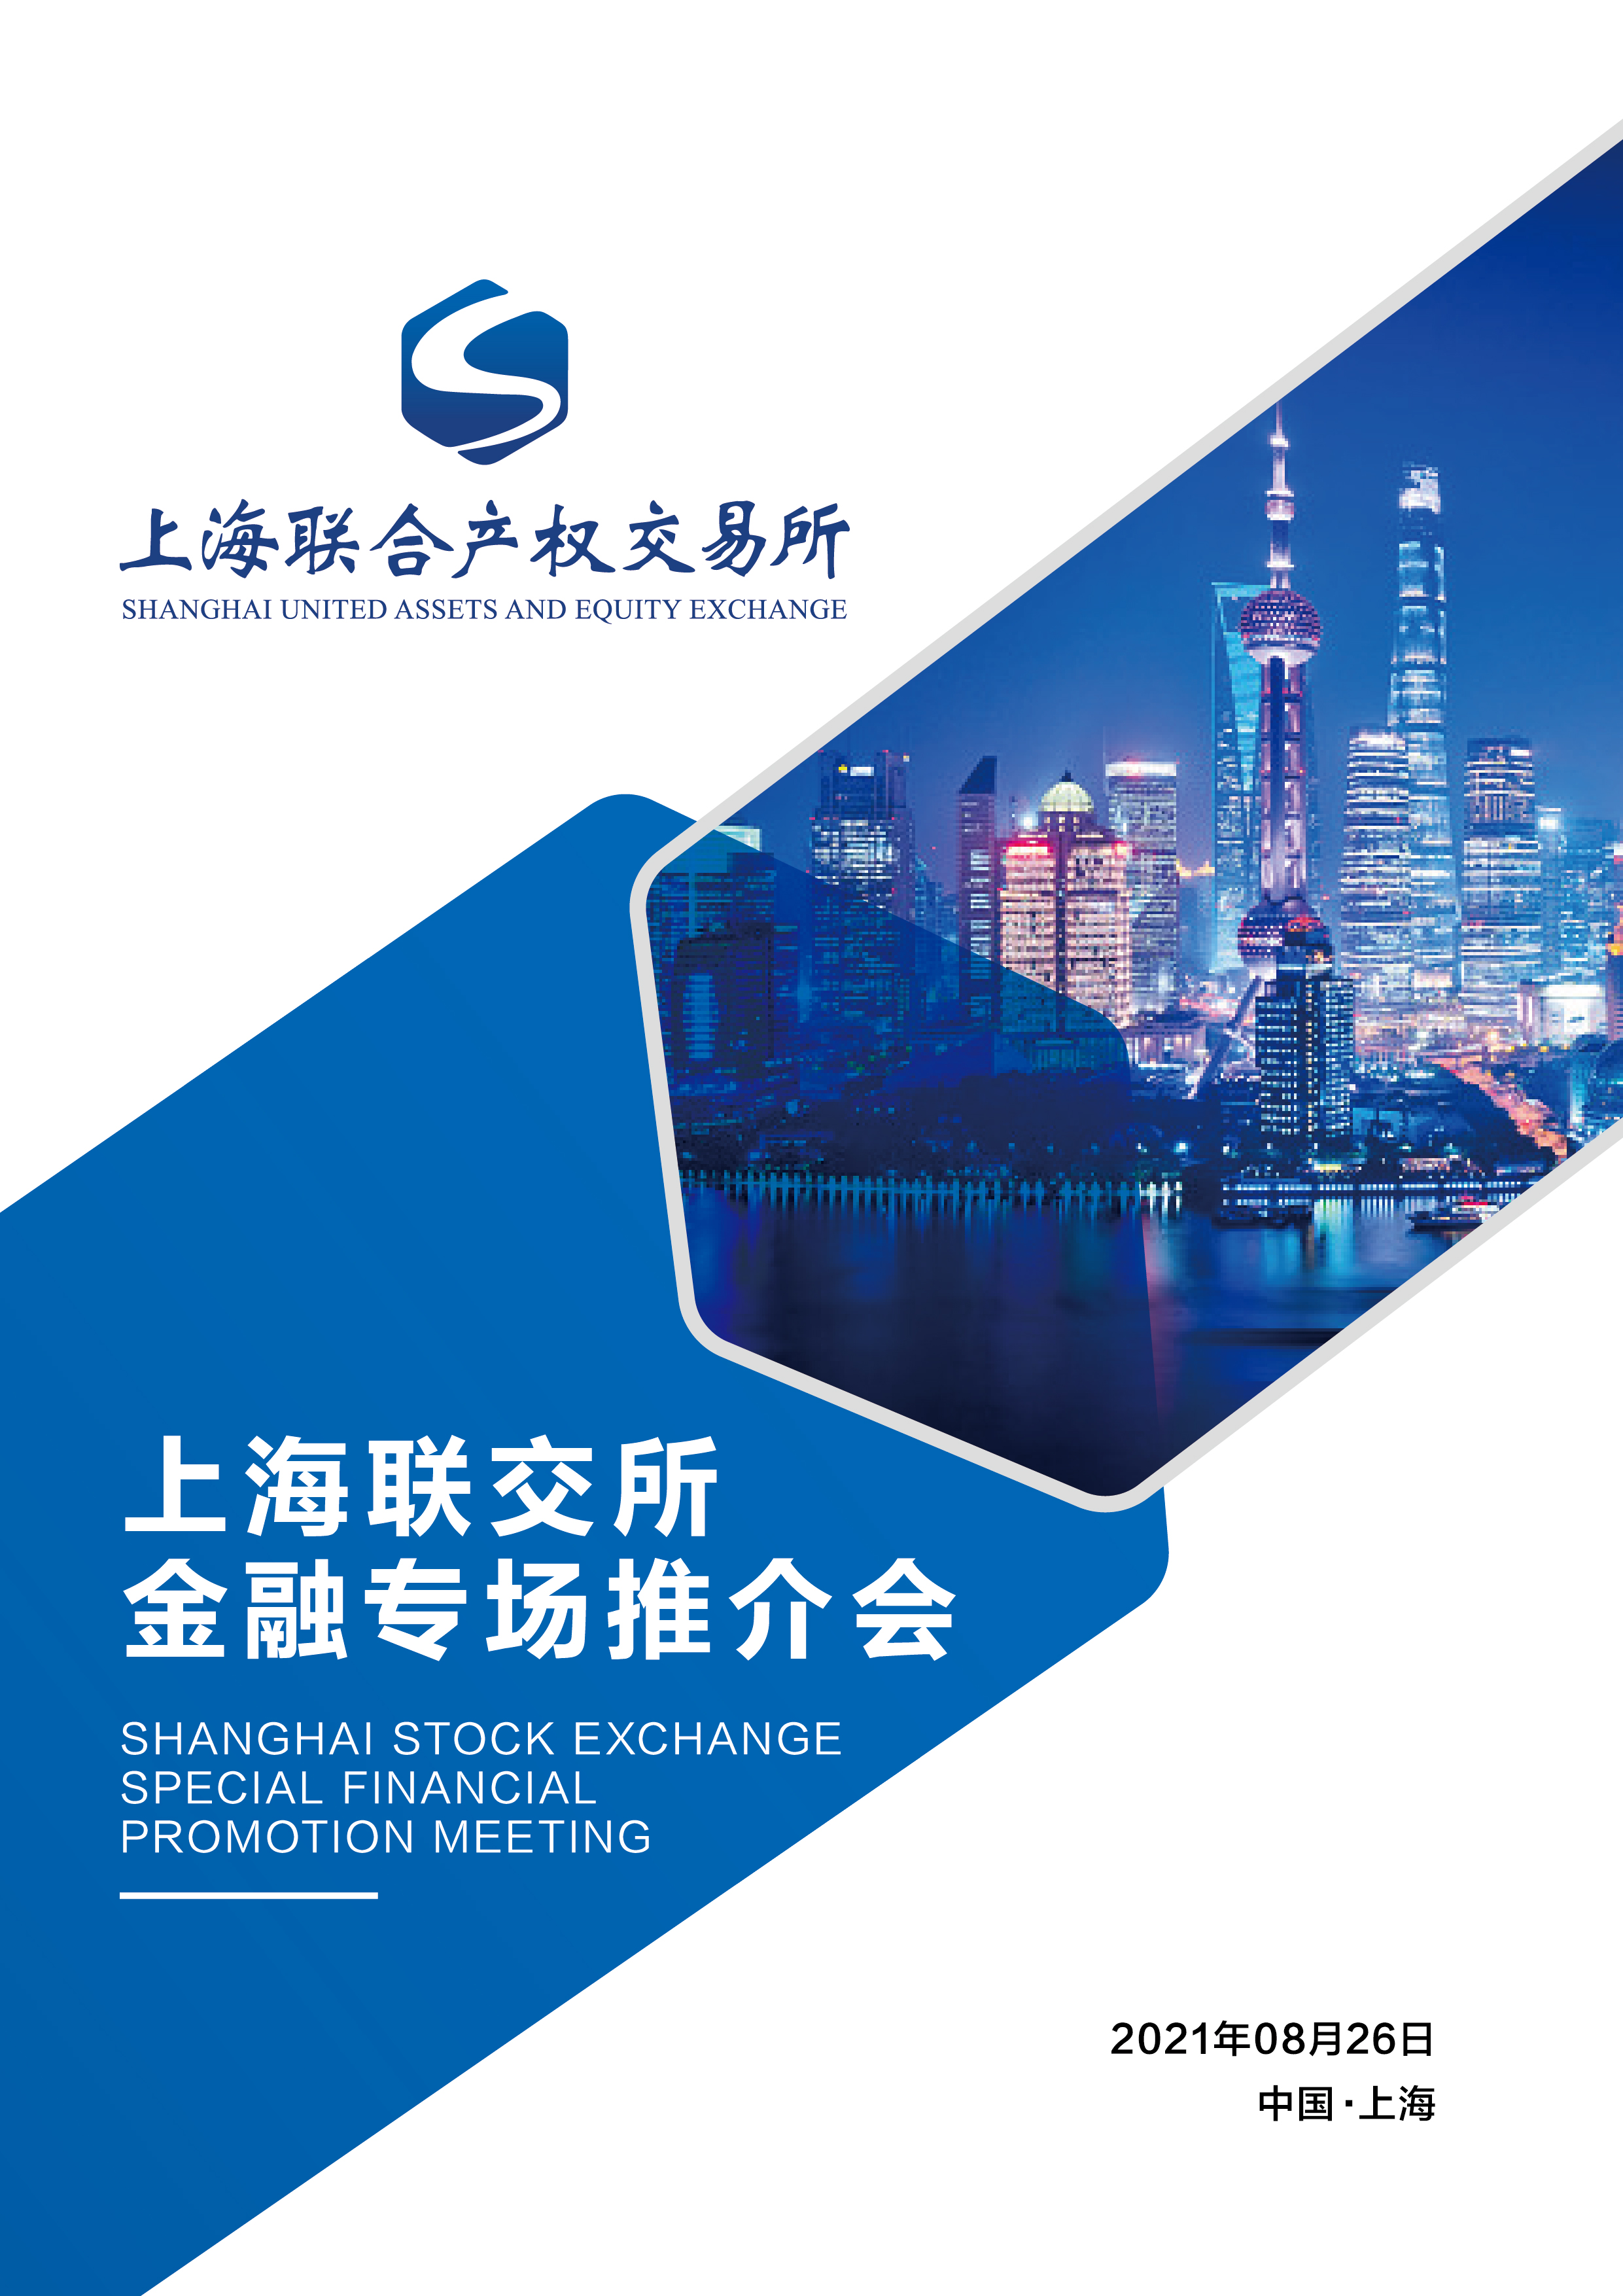 上海联合产权交易所
SHANGHAI UNITED ASSETS AND EQUITY EXCHANGE
上海联交所
金融专场推介会
SHANGHAI STOCK EXCHANGE
SPECIAL FINANCIAL
PROMOTION MEETING
2021年08月26日
中国·上海